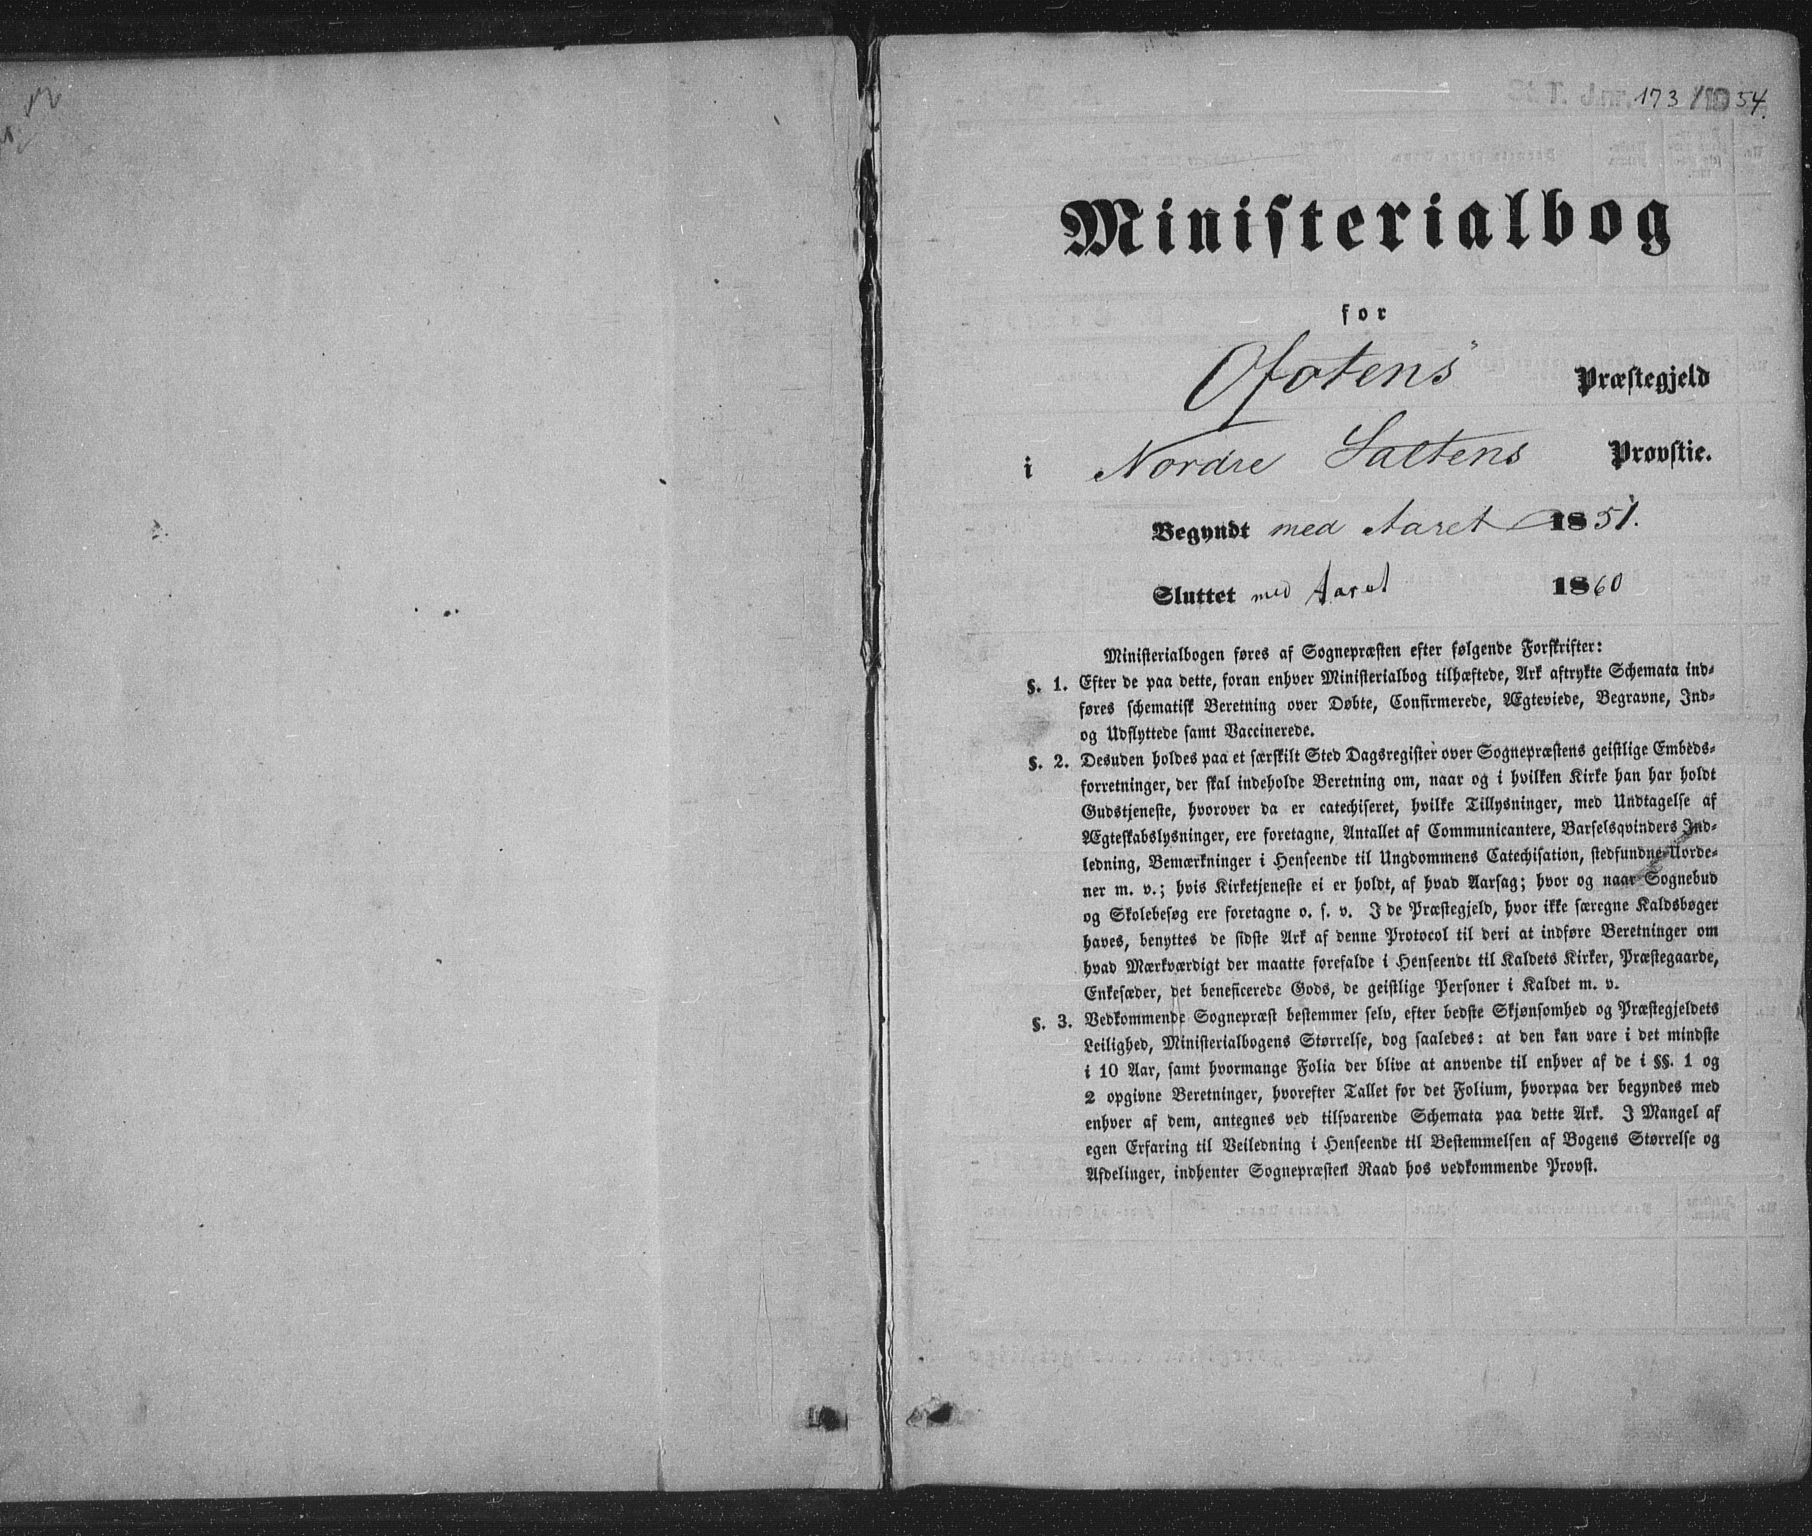 St. T. J.nr. 173/1954.
Ministerialbog
for
Ofotens Præstegjeld
i Nordre Saltens Provstie.
Begyndt med Aaret 1851.
Sluttet med Aaret 1860
Ministerialbogen føres af Sognepræsten efter følgende Forskrifter:
§. 1. Efter de paa dette, foran enhver Ministerialbog tilhæftede, Ark aftrykte Schemata ind-
føres schematisk Beretning over Døbte, Confirmerede, Ægteviede, Begravne, Ind-
og Udflyttede samt Vaccinerede.
§. 2. Desuden holdes paa et særskilt Sted Dagsregister over Sognepræstens geistlige Embeds-
forretninger, der skal indeholde Beretning om, naar og i hvilken Kirke han har holdt
Gudstjeneste, hvorover da er catechiseret, hvilke Tillysninger, med Undtagelse af
Ægteskabslysninger, ere foretagne, Antallet af Communicantere, Barselsqvinders Ind-
ledning, Bemærkninger i Henseende til Ungdommens Catechisation, stedfundne Uorde-
ner m. v.; hvis Kirketjeneste ei er holdt, af hvad Aarsag; hvor og naar Sognebud
og Skolebesøg ere foretagne o. s. v. I de Præstegjeld, hvor ikke særegne Kaldsbøger
haves, benyttes de sidste Ark af denne Protocol til deri at indføre Beretninger om
hvad Mærkværdigt der maatte forefalde i Henseende til Kaldets Kirker, Præstegaarde,
Enkesæder, det beneficerede Gods, de geistlige Personer i Kaldet m. v.
§. 3. Vedkommende Sognepræst bestemmer selv, efter bedste Skjønsomhed og Præstegjeldets
Leilighed, Ministerialbogens Størrelse, dog saaledes: at den kan vare i det mindste
i 10 Aar, samt hvormange Folia der blive at anvende til enhver af de i §§. 1 og
2 opgivne Beretninger, hvorefter Tallet for det Folium, hvorpaa der begyndes med
enhver af dem, antegnes ved tilsvarende Schemata paa dette Ark. I Mangel af
egen Erfaring til Veiledning i Henseende til Bestemmelsen af Bogens Størrelse og
Afdelinger, indhenter Sognepræsten Raad hos vedkommende Provst.